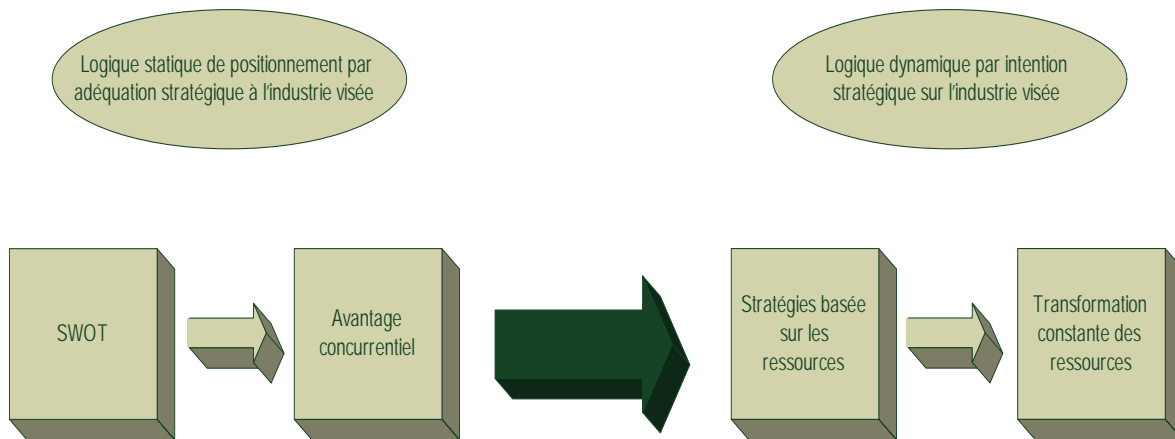 Logique statique de positionnement par
adéquation stratégique à l'industrie visée
Logique dynamique par intention
stratégique sur l'industrie visée
SWOT
Avantage
concurrentiel
Stratégies basée
sur les
ressources
Transformation
constante des
ressources